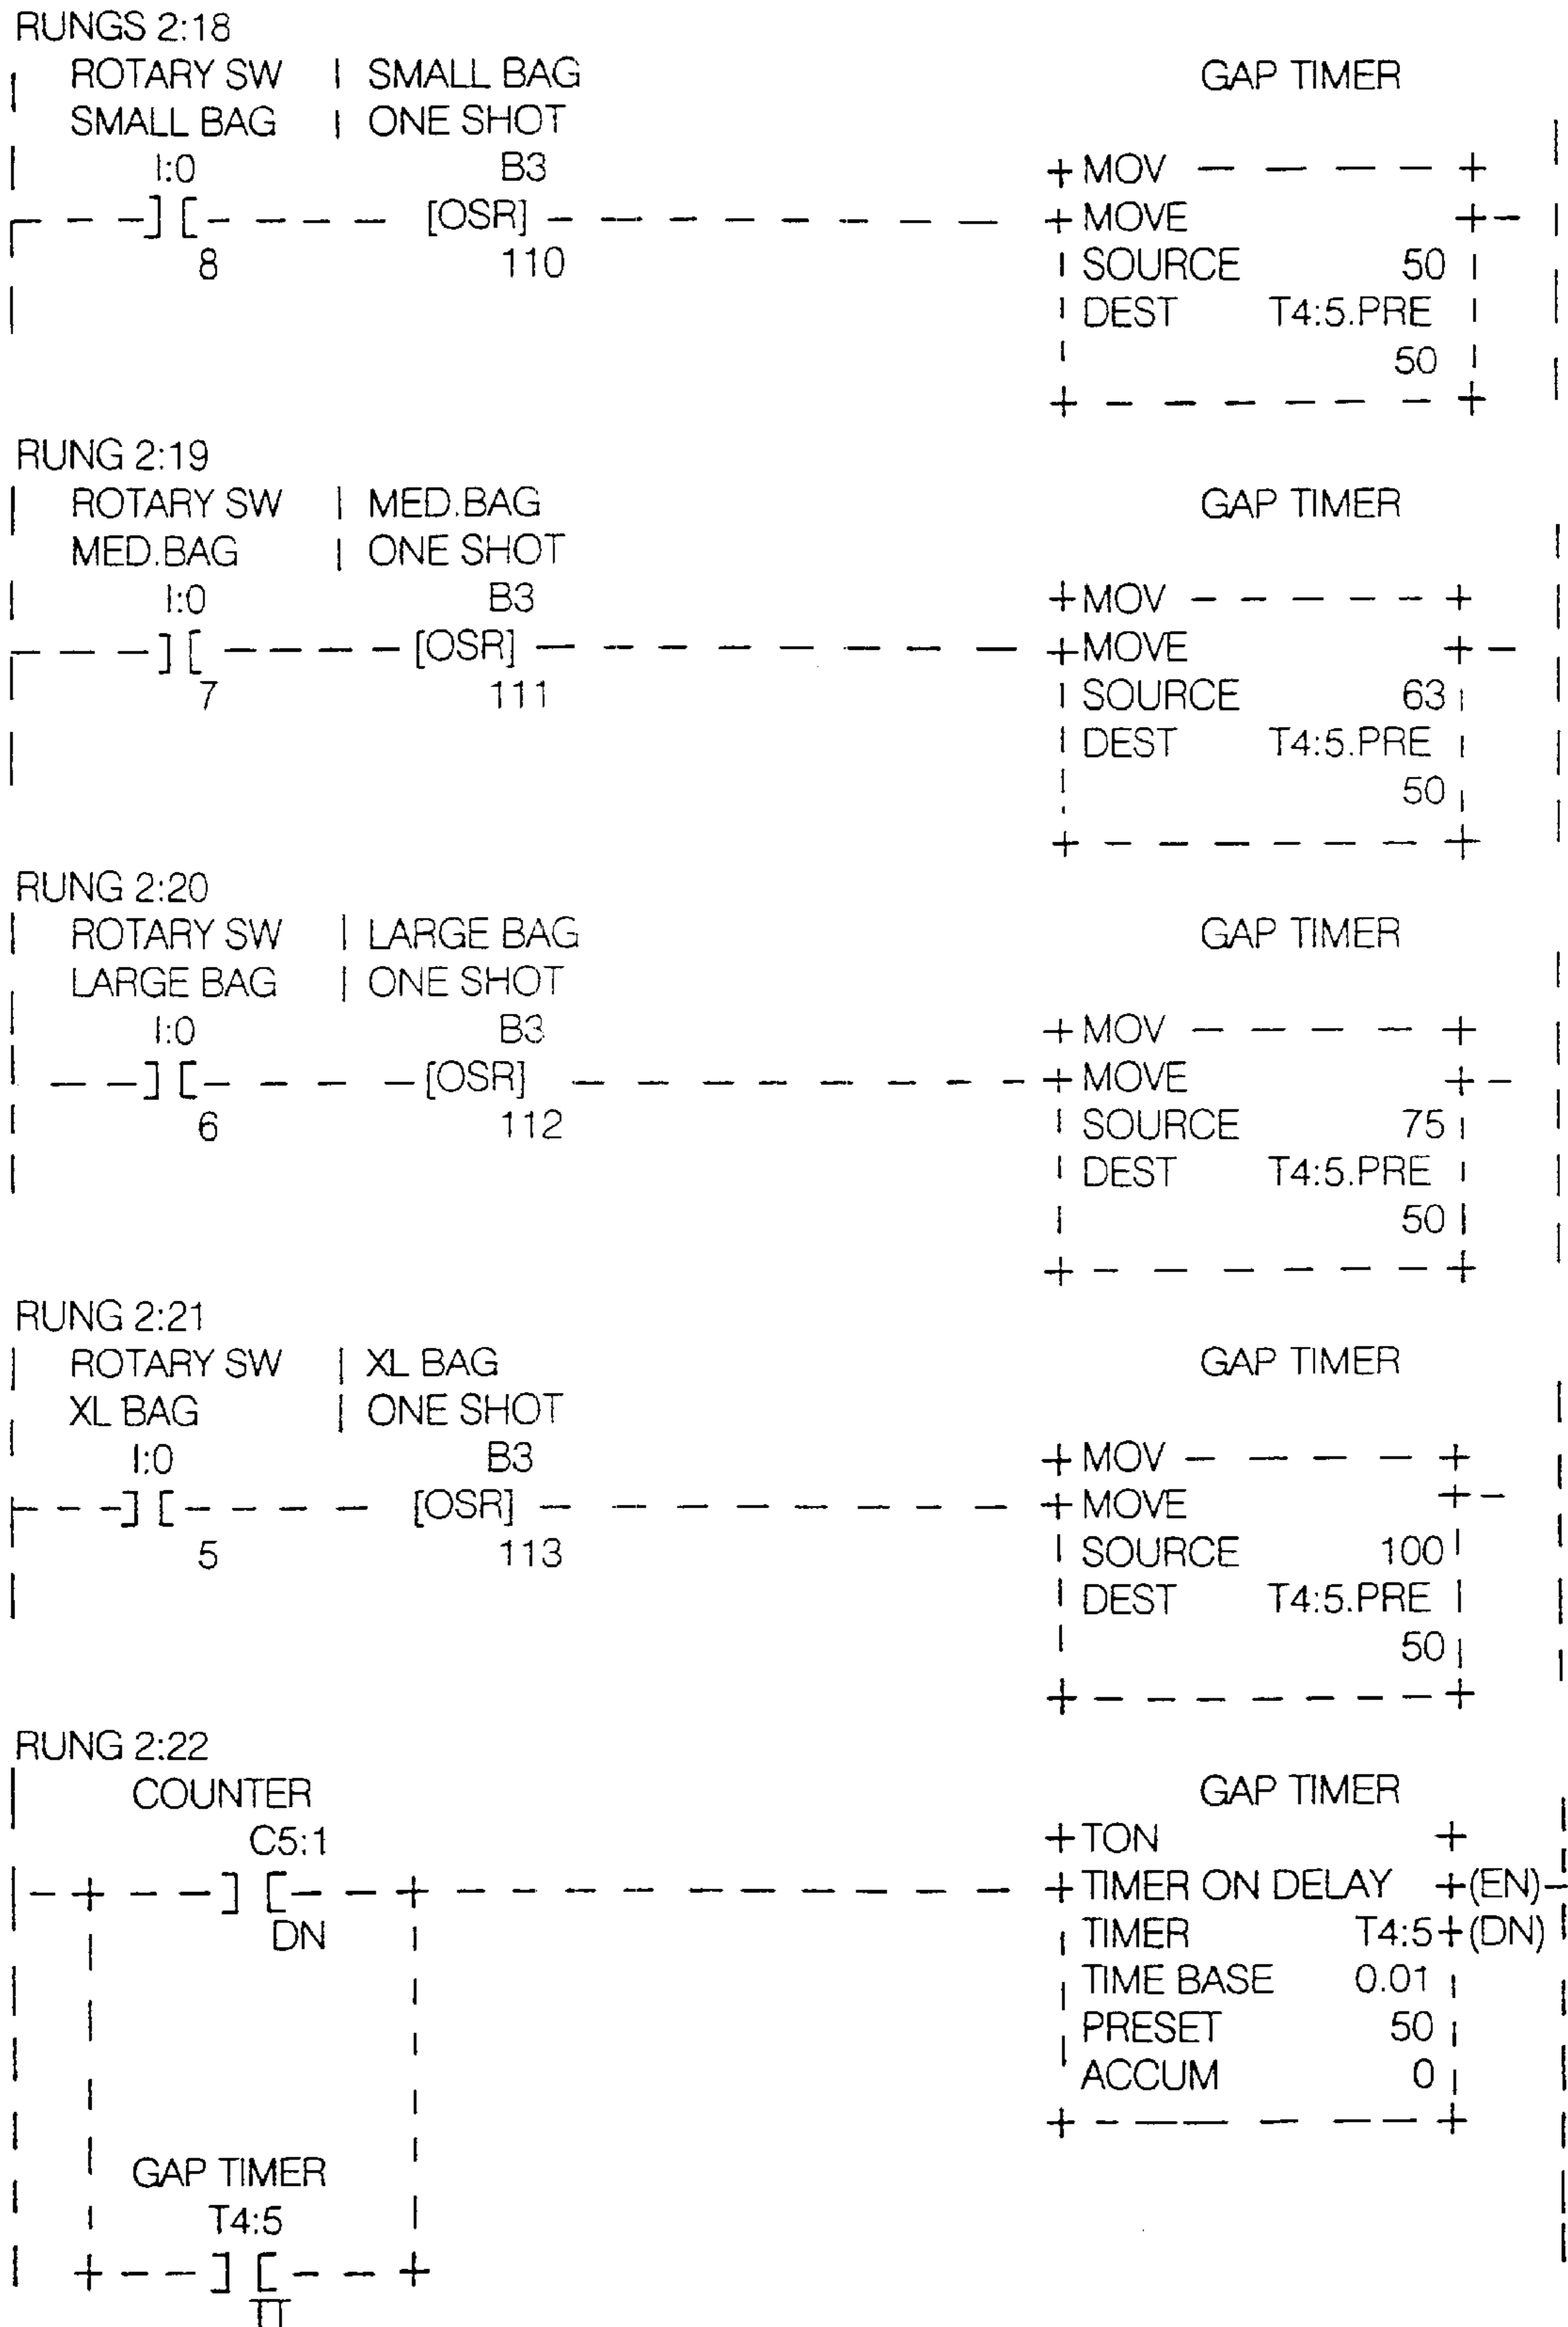 RUNGS 2:18
ROTARY SW | SMALL BAG GAP TIMER
SMALL BAG | ONE SHOT
I:0 B3 +MOV - - - - +
- - -] [- - - - [OSR] - - - - - - - - - +MOVE +-
8 110 SOURCE 50
DEST T4:5.PRE
50
+ - - - - - - - +
RUNG 2:19
ROTARY SW | MED.BAG GAP TIMER
MED.BAG | ONE SHOT
I:0 B3 +MOV - - - - - - +
- - -] [- - - - -[OSR] - - - - - - - - - +MOVE +-
7 111 SOURCE 63
DEST T4:5.PRE
50
+ - - - - - - - +
RUNG 2:20
ROTARY SW | LARGE BAG GAP TIMER
LARGE BAG | ONE SHOT
I:0 B3 +MOV - - - - - +
- -] [- - - - -[OSR] - - - - - - - - - +MOVE +-
6 112 SOURCE 75
DEST T4:5.PRE
50
+ - - - - - - - +
RUNG 2:21
ROTARY SW | XL BAG GAP TIMER
XL BAG | ONE SHOT
I:0 B3 +MOV - - - - - +
- - -] [- - - - [OSR] - - - - - - - - - +MOVE +-
5 113 SOURCE 100
DEST T4:5.PRE
50
+ - - - - - - - +
RUNG 2:22
COUNTER GAP TIMER
C5:1 +TON +
-+ - - -] [- - + - - - - - - - - - - +TIMER ON DELAY +(EN)-
DN TIMER T4:5+(DN)
TIME BASE 0.01
PRESET 50
ACCUM 0
+ - - - - - - +
GAP TIMER
T4:5
+ - - -] [- - +
TT